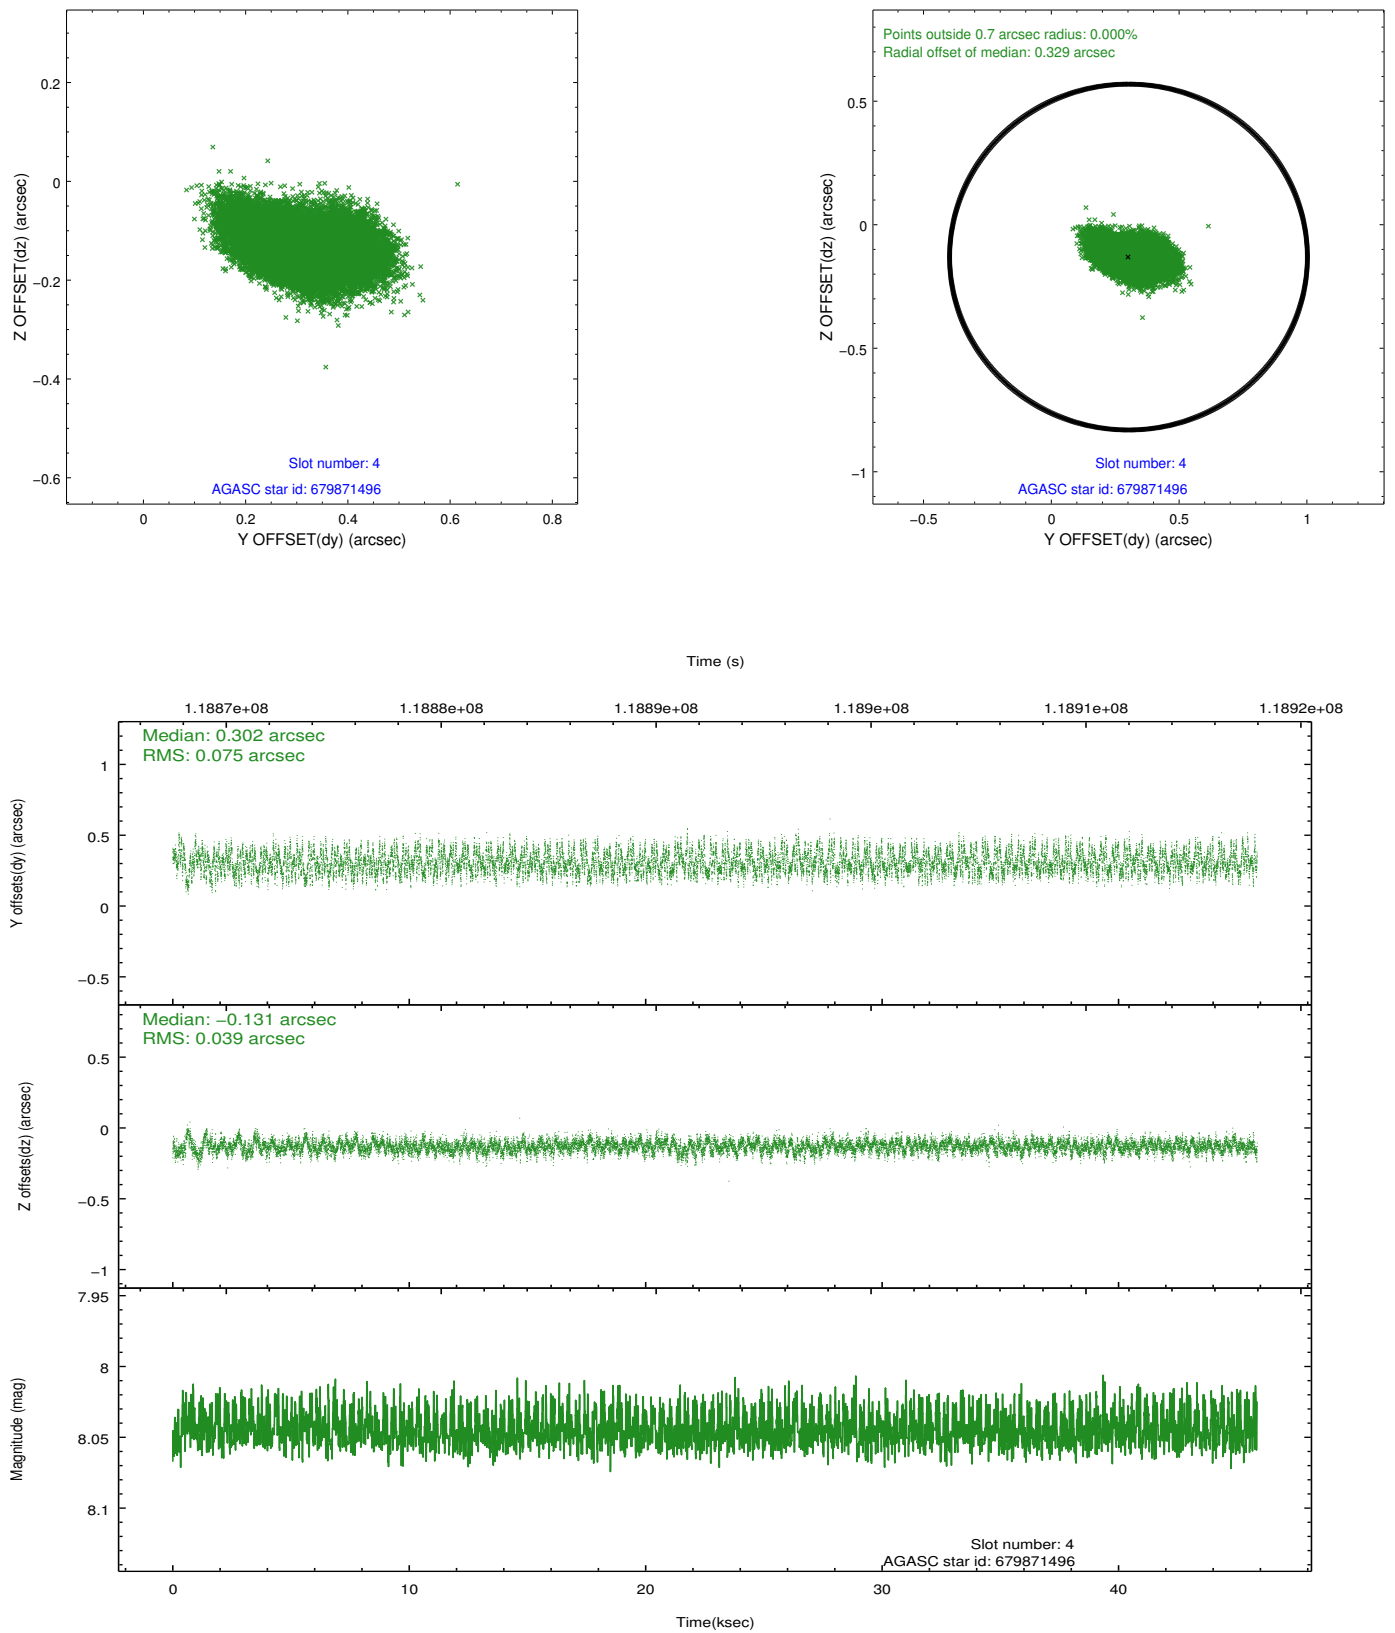 0.2
0
−0.2
−0.4
−0.6
Z OFFSET(dz) (arcsec)
Slot number: 4
AGASC star id: 679871496
0 0.2 0.4 0.6 0.8
Y OFFSET(dy) (arcsec)
Points outside 0.7 arcsec radius: 0.000%
Radial offset of median: 0.329 arcsec
0.5
0
−0.5
−1
Z OFFSET(dz) (arcsec)
Slot number: 4
AGASC star id: 679871496
−0.5 0 0.5 1
Y OFFSET(dy) (arcsec)
Time (s)
1.1887e+08 1.1888e+08 1.1889e+08 1.189e+08 1.1891e+08 1.1892e+08
Median: 0.302 arcsec
RMS: 0.075 arcsec
1
0.5
0
−0.5
Y offsets(dy) (arcsec)
Median: −0.131 arcsec
RMS: 0.039 arcsec
0.5
0
−0.5
−1
Z offsets(dz) (arcsec)
7.95
8
8.05
8.1
Magnitude (mag)
Slot number: 4
AGASC star id: 679871496
0 10 20 30 40
Time(ksec)